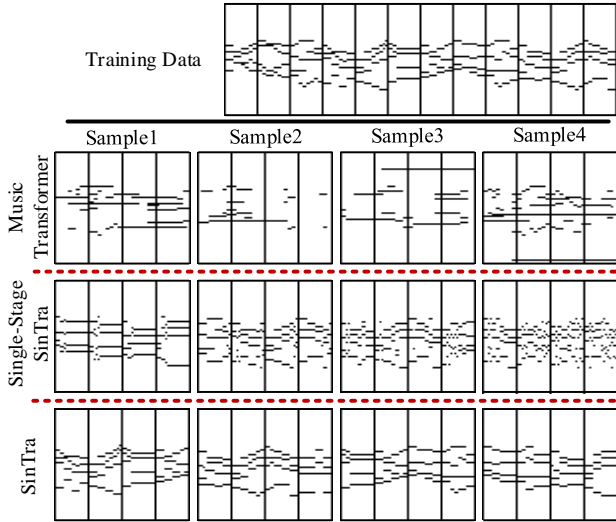 Training Data
Sample1 Sample2 Sample3 Sample4
Music
Transformer
Single-Stage
SinTra
SinTra